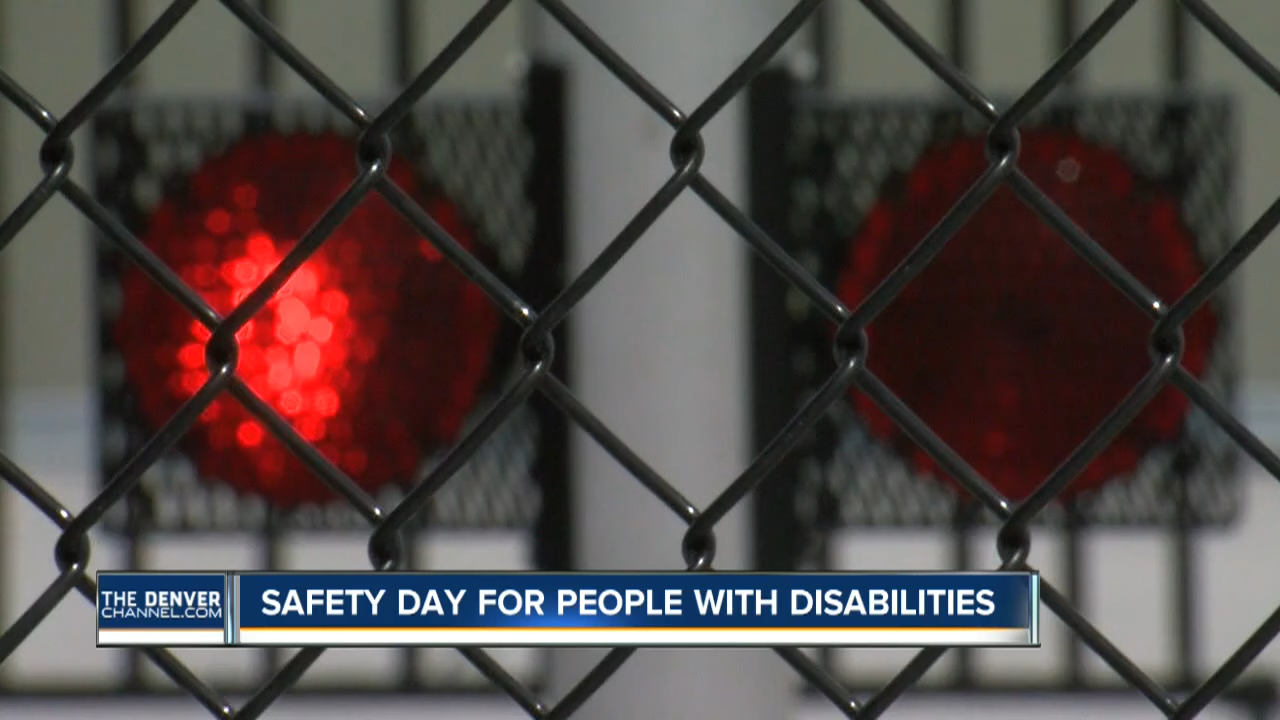 THE DENVER
CHANNEL.COM
SAFETY DAY FOR PEOPLE WITH DISABILITIES